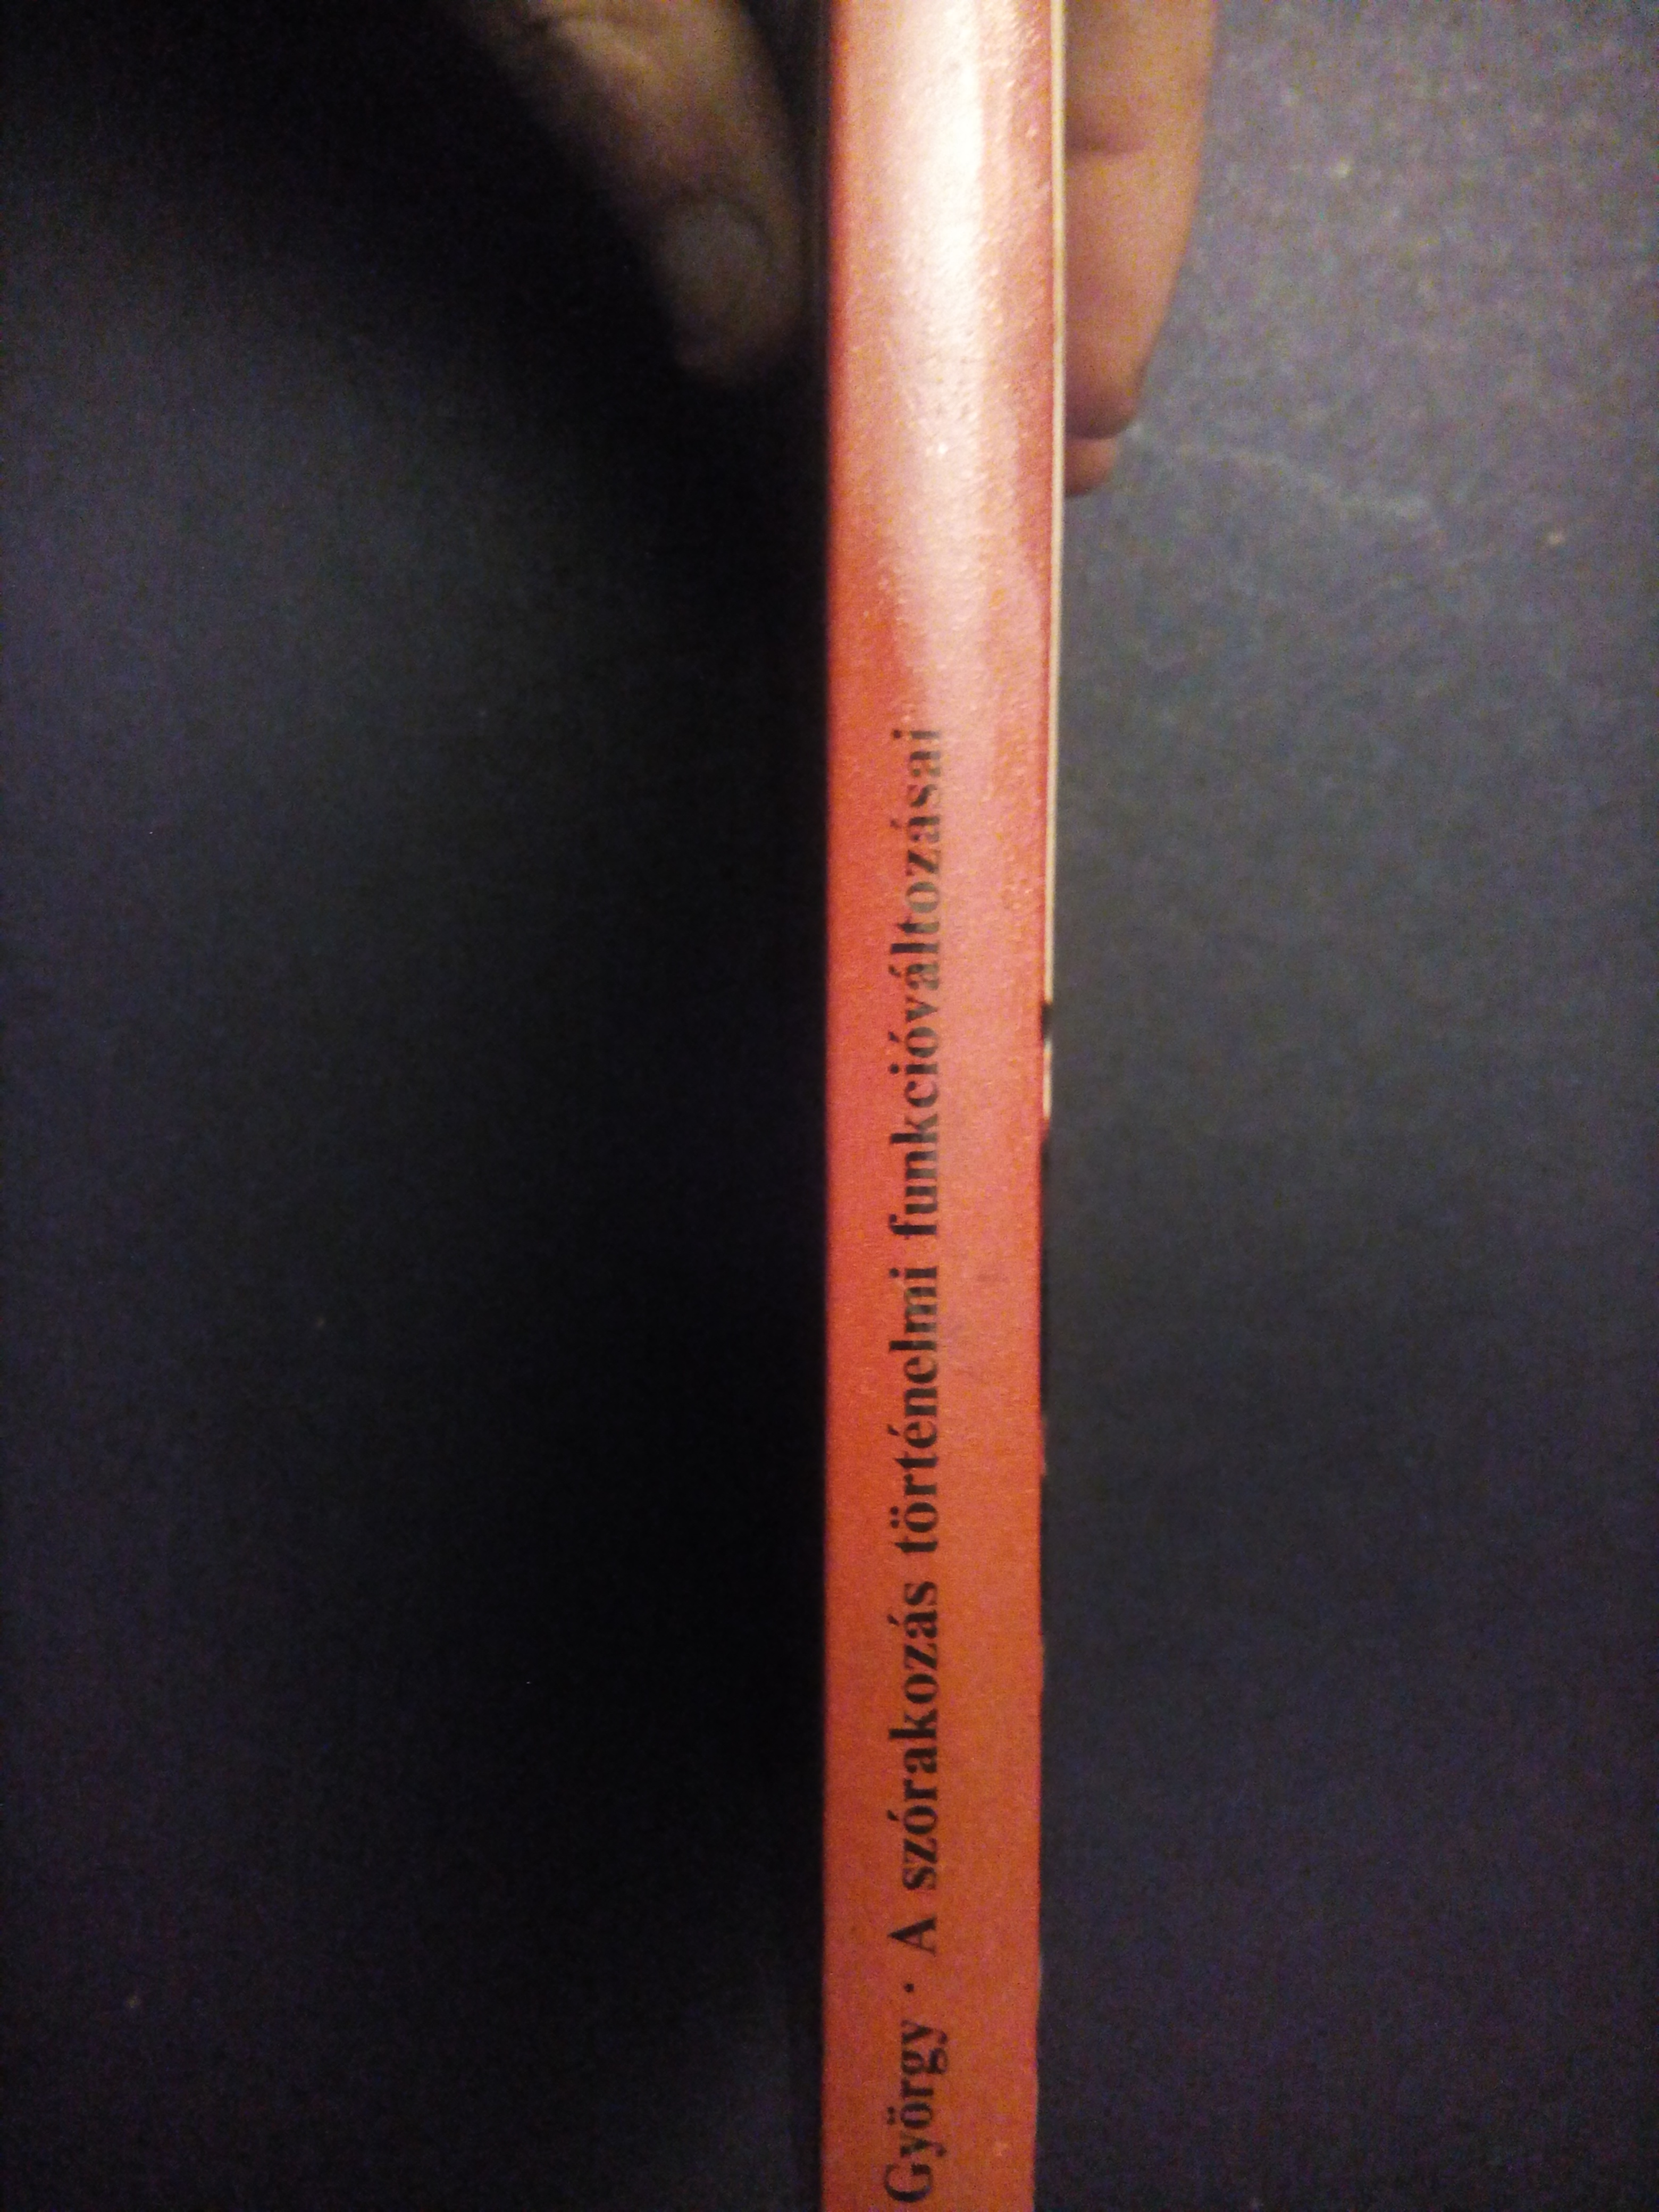 György · A szórakozás történelmi funkcióváltozásai